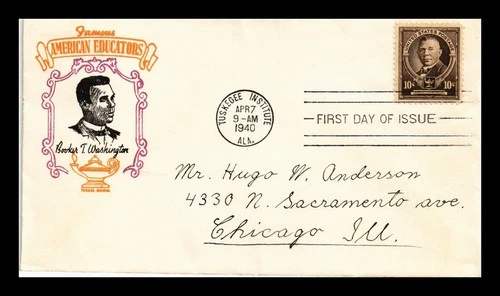 Famous
AMERICAN EDUCATORS
Booker T. Washington
UNITED STATES POSTAGE
10¢ 10¢
TUSKEGEE INSTITUTE
APR 7
9-AM
1940
ALA.
FIRST DAY OF ISSUE
Mr. Hugo W. Anderson
4330 N. Sacramento ave.
Chicago Ill.